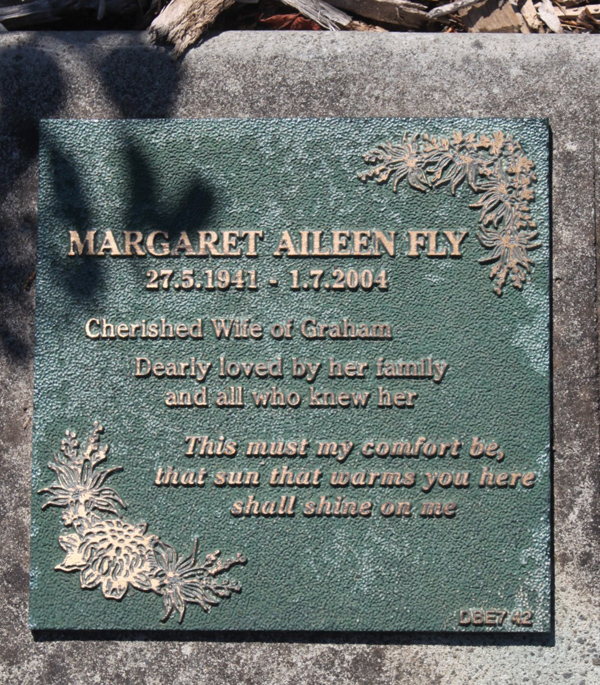 MARGARET AILEEN FLY
27.5.1941 - 1.7.2004
Cherished Wife of Graham
Dearly loved by her family
and all who knew her
This must my comfort be,
that sun that warms you here
shall shine on me
DBE7 42